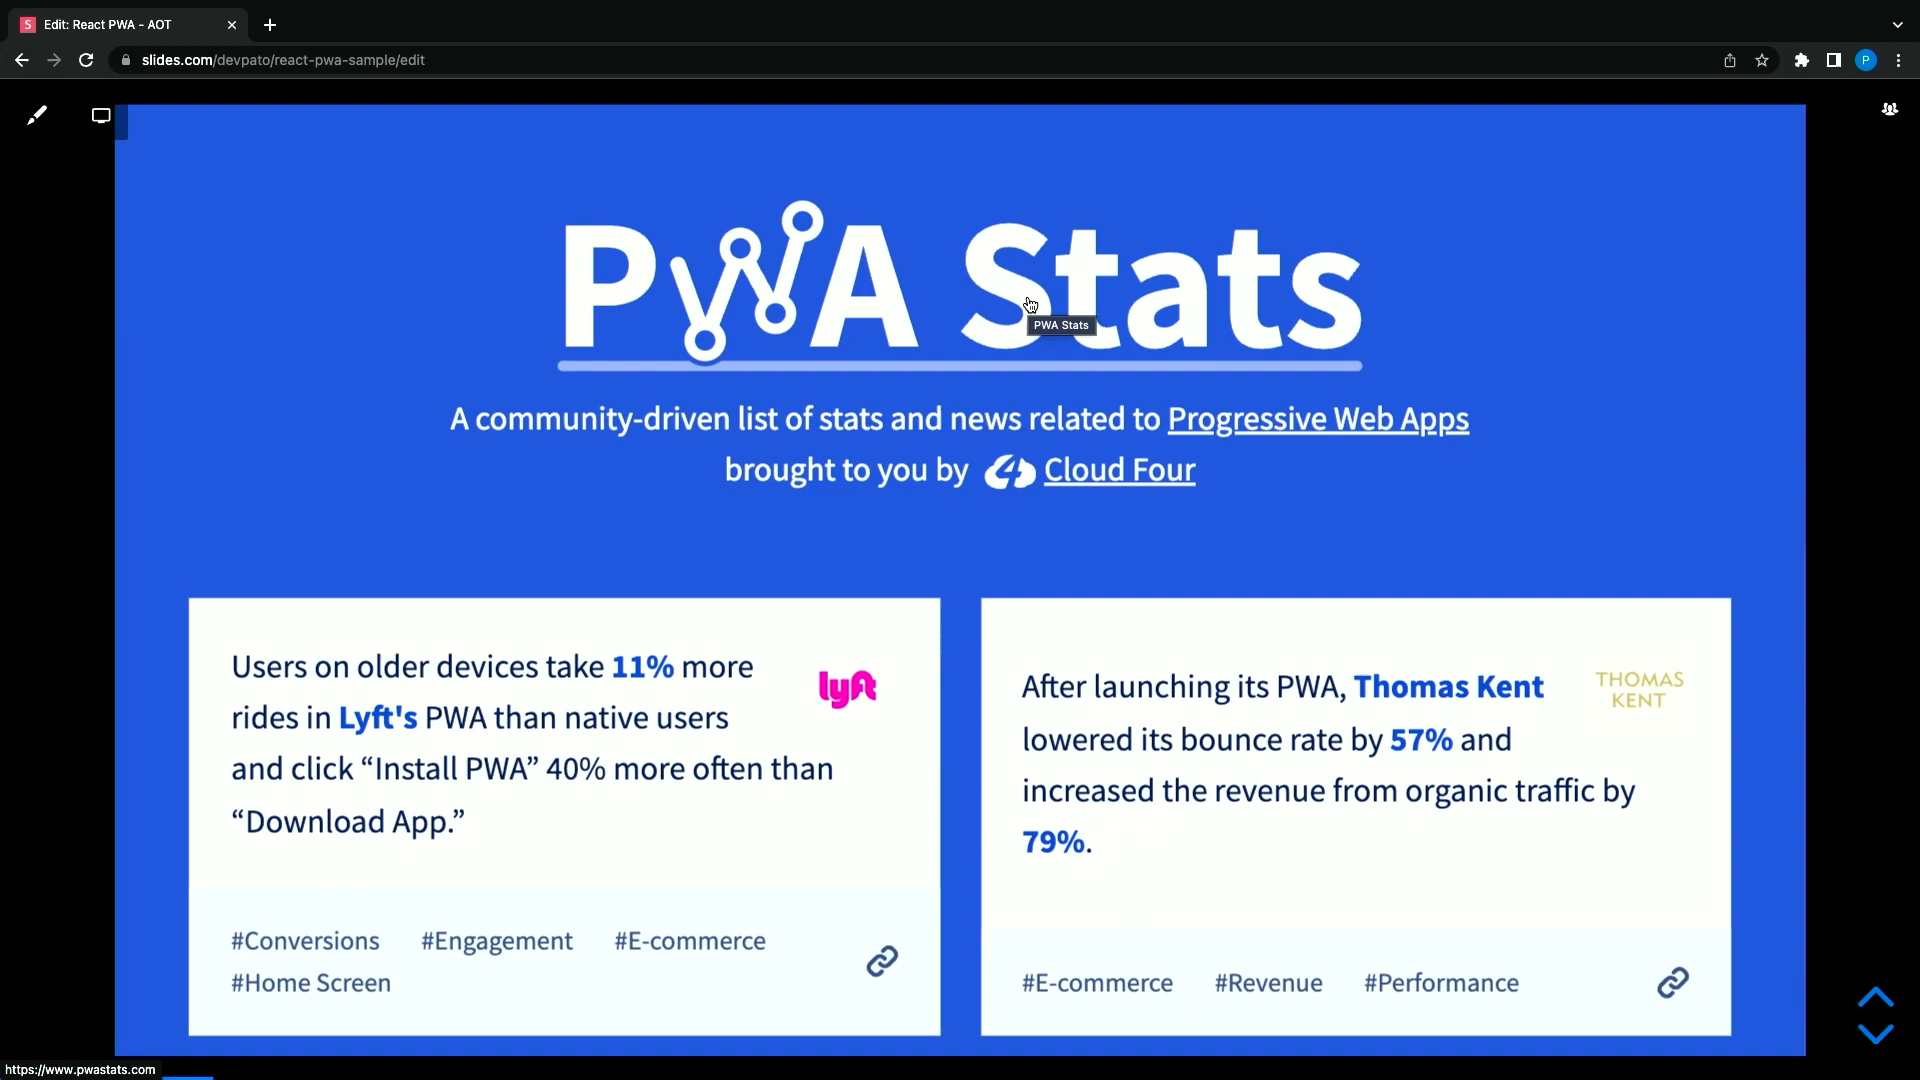 Edit: React PWA - AOT
slides.com/devpato/react-pwa-sample/edit
P
PWA Stats
PWA Stats
A community-driven list of stats and news related to Progressive Web Apps
brought to you by 4 Cloud Four
Users on older devices take 11% more
lyft
rides in Lyft's PWA than native users
and click “Install PWA” 40% more often than
“Download App.”
#Conversions #Engagement #E-commerce
#Home Screen
After launching its PWA, Thomas Kent
THOMAS
KENT
lowered its bounce rate by 57% and
increased the revenue from organic traffic by
79%.
#E-commerce #Revenue #Performance
https://www.pwastats.com